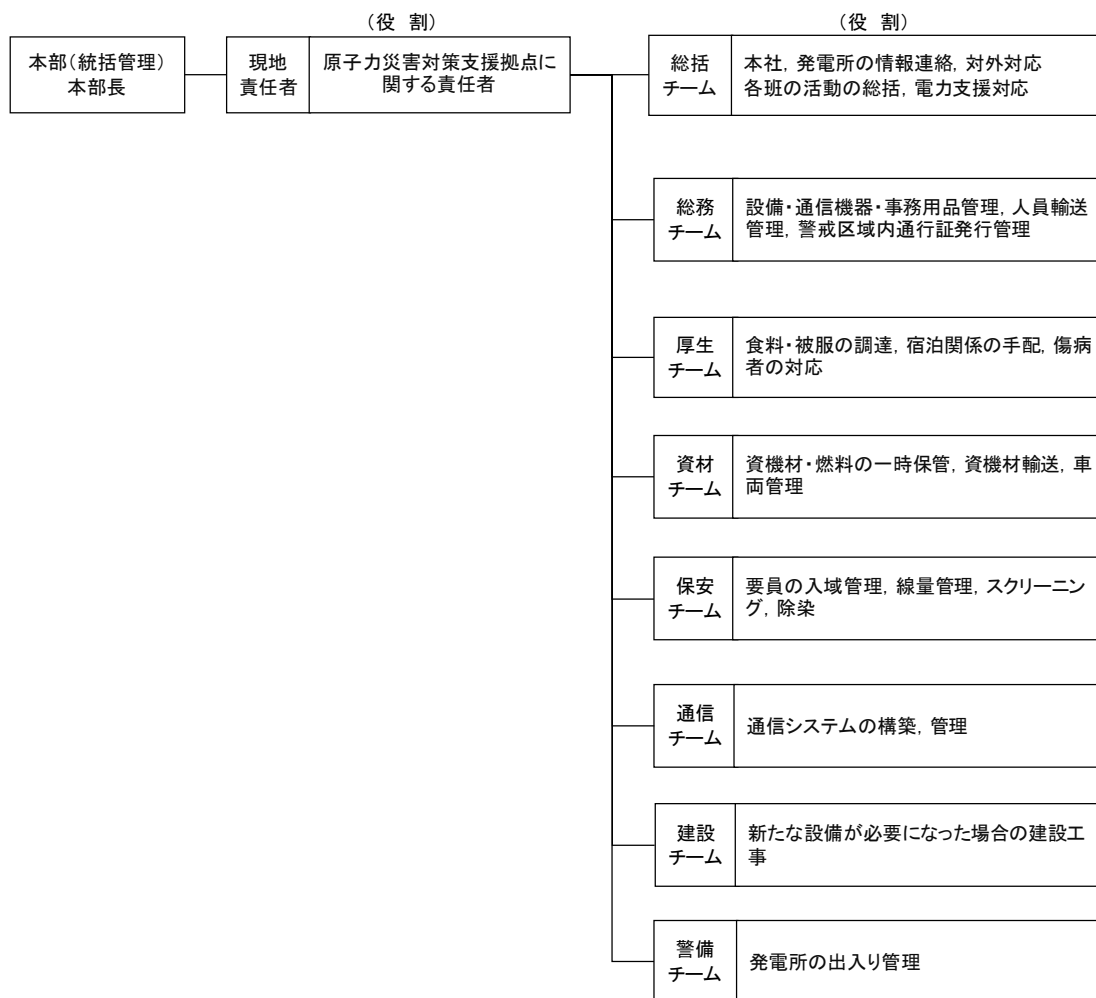 (役 割)
(役 割)
本部(統括管理)
本部長
現地
責任者
原子力災害対策支援拠点に
関する責任者
総括
チーム
本社, 発電所の情報連絡, 対外対応
各班の活動の総括, 電力支援対応
総務
チーム
設備・通信機器・事務用品管理, 人員輸送
管理, 警戒区域内通行証発行管理
厚生
チーム
食料・被服の調達, 宿泊関係の手配, 傷病
者の対応
資材
チーム
資機材・燃料の一時保管, 資機材輸送, 車
両管理
保安
チーム
要員の入域管理, 線量管理, スクリーニン
グ, 除染
通信
チーム
通信システムの構築, 管理
建設
チーム
新たな設備が必要になった場合の建設工
事
警備
チーム
発電所の出入り管理